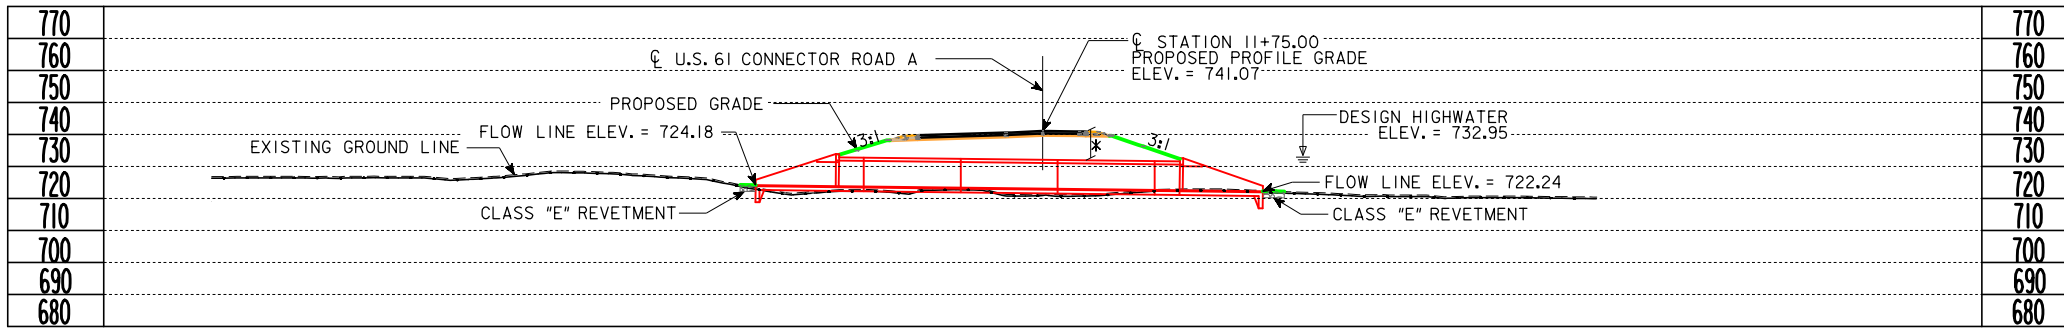 770 770
760 760
750 750
740 740
730 730
720 720
710 710
700 700
690 690
680 680
℄ U.S. 61 CONNECTOR ROAD A
℄ STATION 11+75.00
PROPOSED PROFILE GRADE
ELEV. = 741.07
PROPOSED GRADE
3:1
3:1
*
DESIGN HIGHWATER
ELEV. = 732.95
FLOW LINE ELEV. = 724.18
EXISTING GROUND LINE
FLOW LINE ELEV. = 722.24
CLASS "E" REVETMENT
CLASS "E" REVETMENT